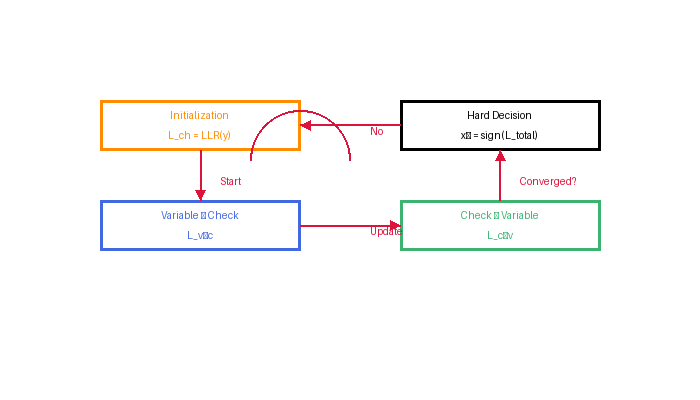 Initialization
L_ch = LLR(y)
Hard Decision
x▯ = sign(L_total)
No
Start
Converged?
Variable ▯ Check
L_v▯c
Update
Check ▯ Variable
L_c▯v